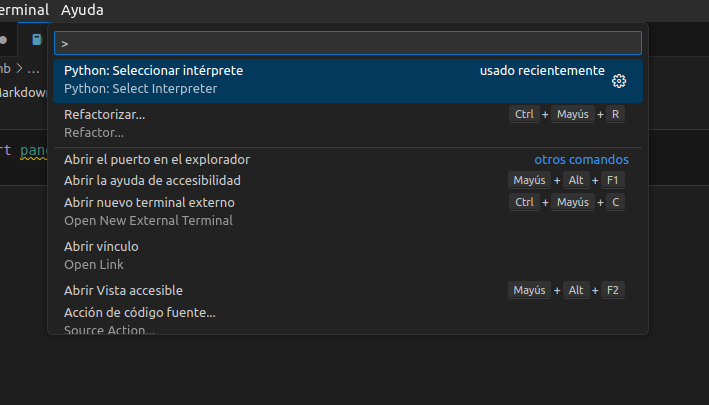 erminal Ayuda
>
nb > ...
Python: Seleccionar intérprete usado recientemente
Python: Select Interpreter
Markdown
Refactorizar... Ctrl + Mayús + R
Refactor...
rt pan
Abrir el puerto en el explorador otros comandos
Abrir la ayuda de accesibilidad Mayús + Alt + F1
Abrir nuevo terminal externo Ctrl + Mayús + C
Open New External Terminal
Abrir vínculo
Open Link
Abrir Vista accesible Mayús + Alt + F2
Acción de código fuente...
Source Action...